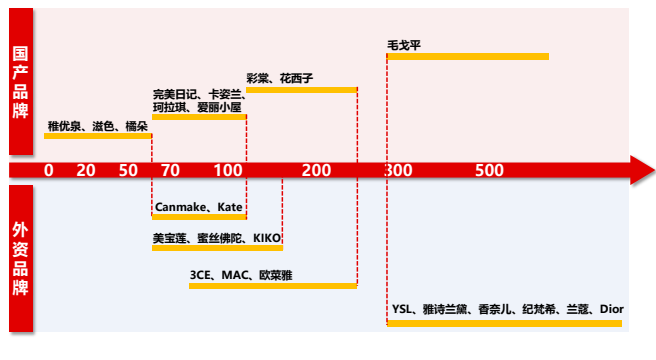 国产品牌
毛戈平
彩棠、花西子
完美日记、卡姿兰、
珂拉琪、爱丽小屋
稚优泉、滋色、橘朵
0 20 50 70 100 200 300 500
外资品牌
Canmake、Kate
美宝莲、蜜丝佛陀、KIKO
3CE、MAC、欧莱雅
YSL、雅诗兰黛、香奈儿、纪梵希、兰蔻、Dior